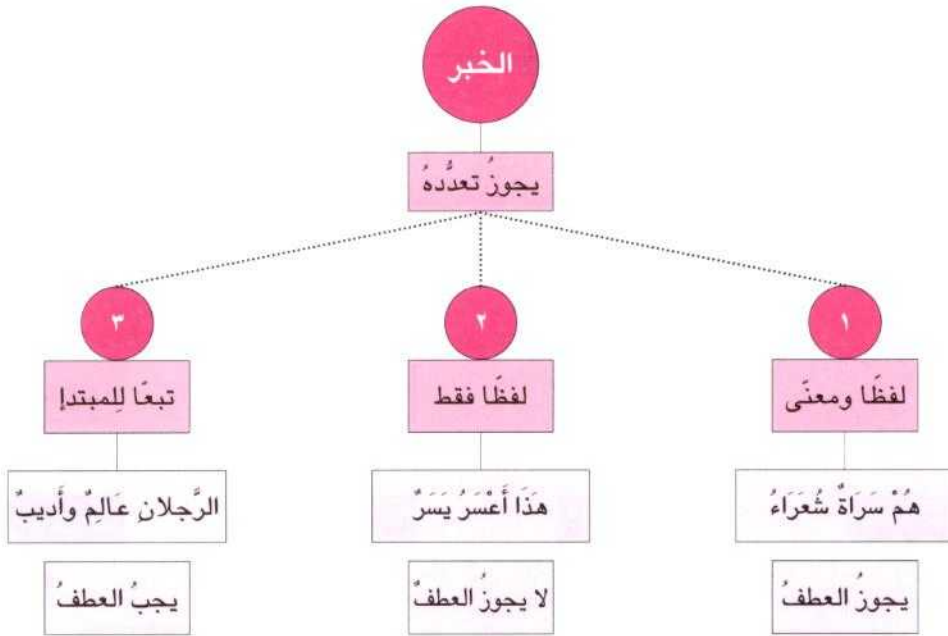 الخبر
يجوزُ تعدُّدهُ
١
٢
٣
لفظًا ومعنًى
لفظًا فقط
تبعًا لِلمبتدإ
هُمْ سَرَاةٌ شُعَرَاءُ
هَذَا أَعْسَرُ يَسَرٌ
الرَّجلانِ عَالِمٌ وأَديبٌ
يجوزُ العطفُ
لا يجوزُ العطفُ
يجبُ العطفُ